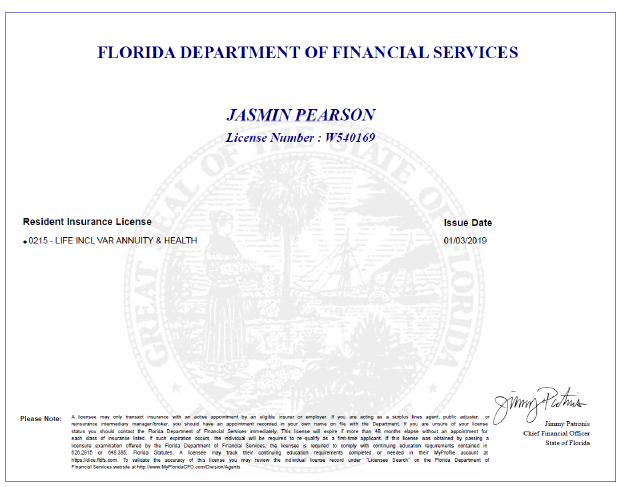 FLORIDA DEPARTMENT OF FINANCIAL SERVICES
JASMIN PEARSON
License Number : W540169
GREAT SEAL OF THE STATE OF FLORIDA
Resident Insurance License
Issue Date
● 0215 - LIFE INCL VAR ANNUITY & HEALTH
01/03/2019
Please Note:
A licensee may only transact insurance with an active appointment by an eligible insurer or employer. If you are acting as a surplus lines agent, public adjuster, or
reinsurance intermediary manager/broker, you should have an appointment recorded in your own name on file with the Department. If you are unsure of your license
status you should contact the Florida Department of Financial Services immediately. This license will expire if more than 48 months elapse without an appointment for
each class of insurance listed. If such expiration occurs, the individual will be required to re-qualify as a first-time applicant. If this license was obtained by passing a
licensure examination offered by the Florida Department of Financial Services, the licensee is required to comply with continuing education requirements contained in
626.2815 or 648.385, Florida Statutes. A licensee may track their continuing education requirements completed or needed in their MyProfile account at
https://dice.fldfs.com. To validate the accuracy of this license you may review the individual license record under "Licensee Search" on the Florida Department of
Financial Services website at http://www.MyFloridaCFO.com/Division/Agents
Jimmy Patronis
Jimmy Patronis
Chief Financial Officer
State of Florida